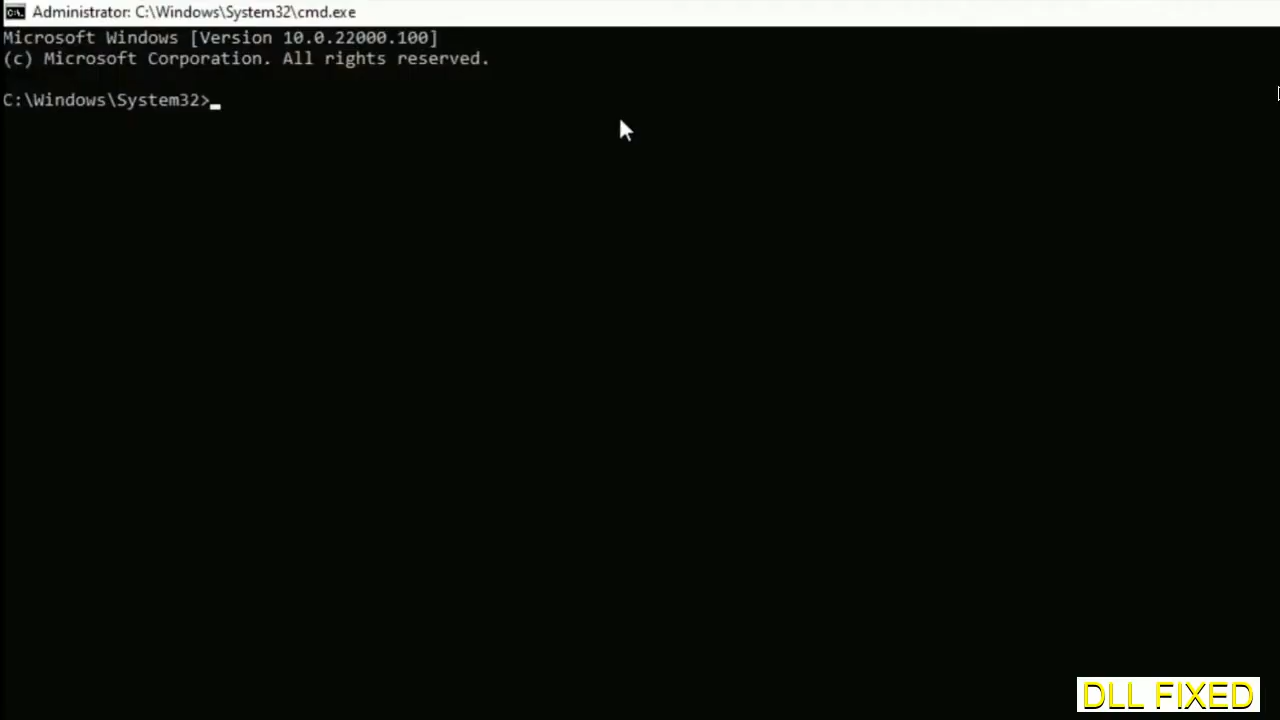 Administrator: C:\Windows\System32\cmd.exe
Microsoft Windows [Version 10.0.22000.100]
(c) Microsoft Corporation. All rights reserved.
C:\Windows\System32>
DLL FIXED